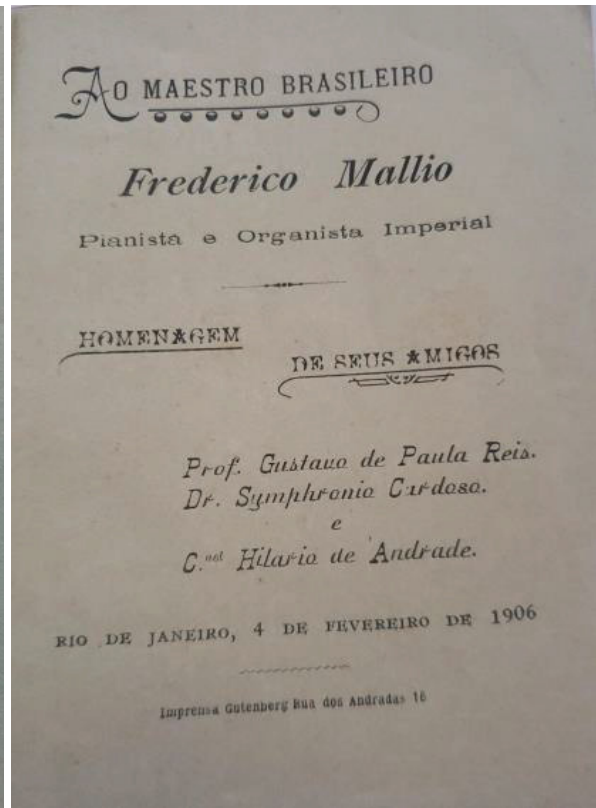 AO MAESTRO BRASILEIRO
Frederico Mallio
Pianista e Organista Imperial
HOMENAGEM
DE SEUS AMIGOS
Prof. Gustavo de Paula Reis.
Dr. Symphronio Cardoso.
e
C.nel Hilario de Andrade.
RIO DE JANEIRO, 4 DE FEVEREIRO DE 1906
Imprensa Gutenberg Rua dos Andradas 16